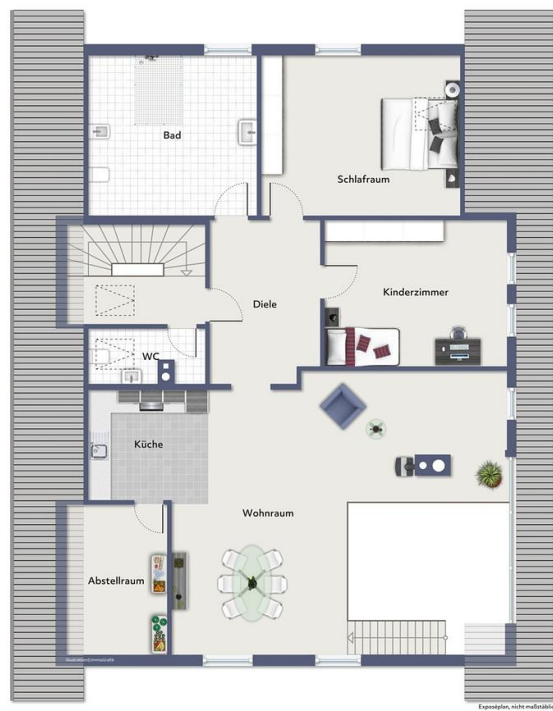 Bad
Schlafraum
Kinderzimmer
Diele
WC
Küche
Wohnraum
Abstellraum
Exposéplan, nicht maßstäblich